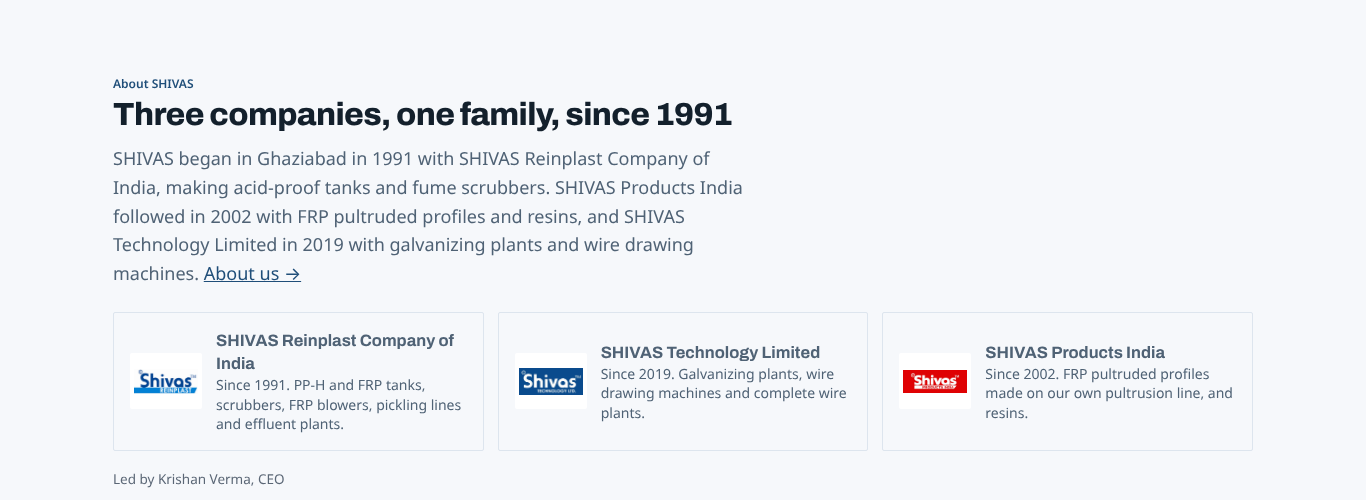 About SHIVAS
Three companies, one family, since 1991
SHIVAS began in Ghaziabad in 1991 with SHIVAS Reinplast Company of
India, making acid-proof tanks and fume scrubbers. SHIVAS Products India
followed in 2002 with FRP pultruded profiles and resins, and SHIVAS
Technology Limited in 2019 with galvanizing plants and wire drawing
machines. About us →
Shivas
REINPLAST
SHIVAS Reinplast Company of
India
Since 1991. PP-H and FRP tanks,
scrubbers, FRP blowers, pickling lines
and effluent plants.
Shivas
TECHNOLOGY LTD.
SHIVAS Technology Limited
Since 2019. Galvanizing plants, wire
drawing machines and complete wire
plants.
Shivas
SHIVAS Products India
Since 2002. FRP pultruded profiles
made on our own pultrusion line, and
resins.
Led by Krishan Verma, CEO